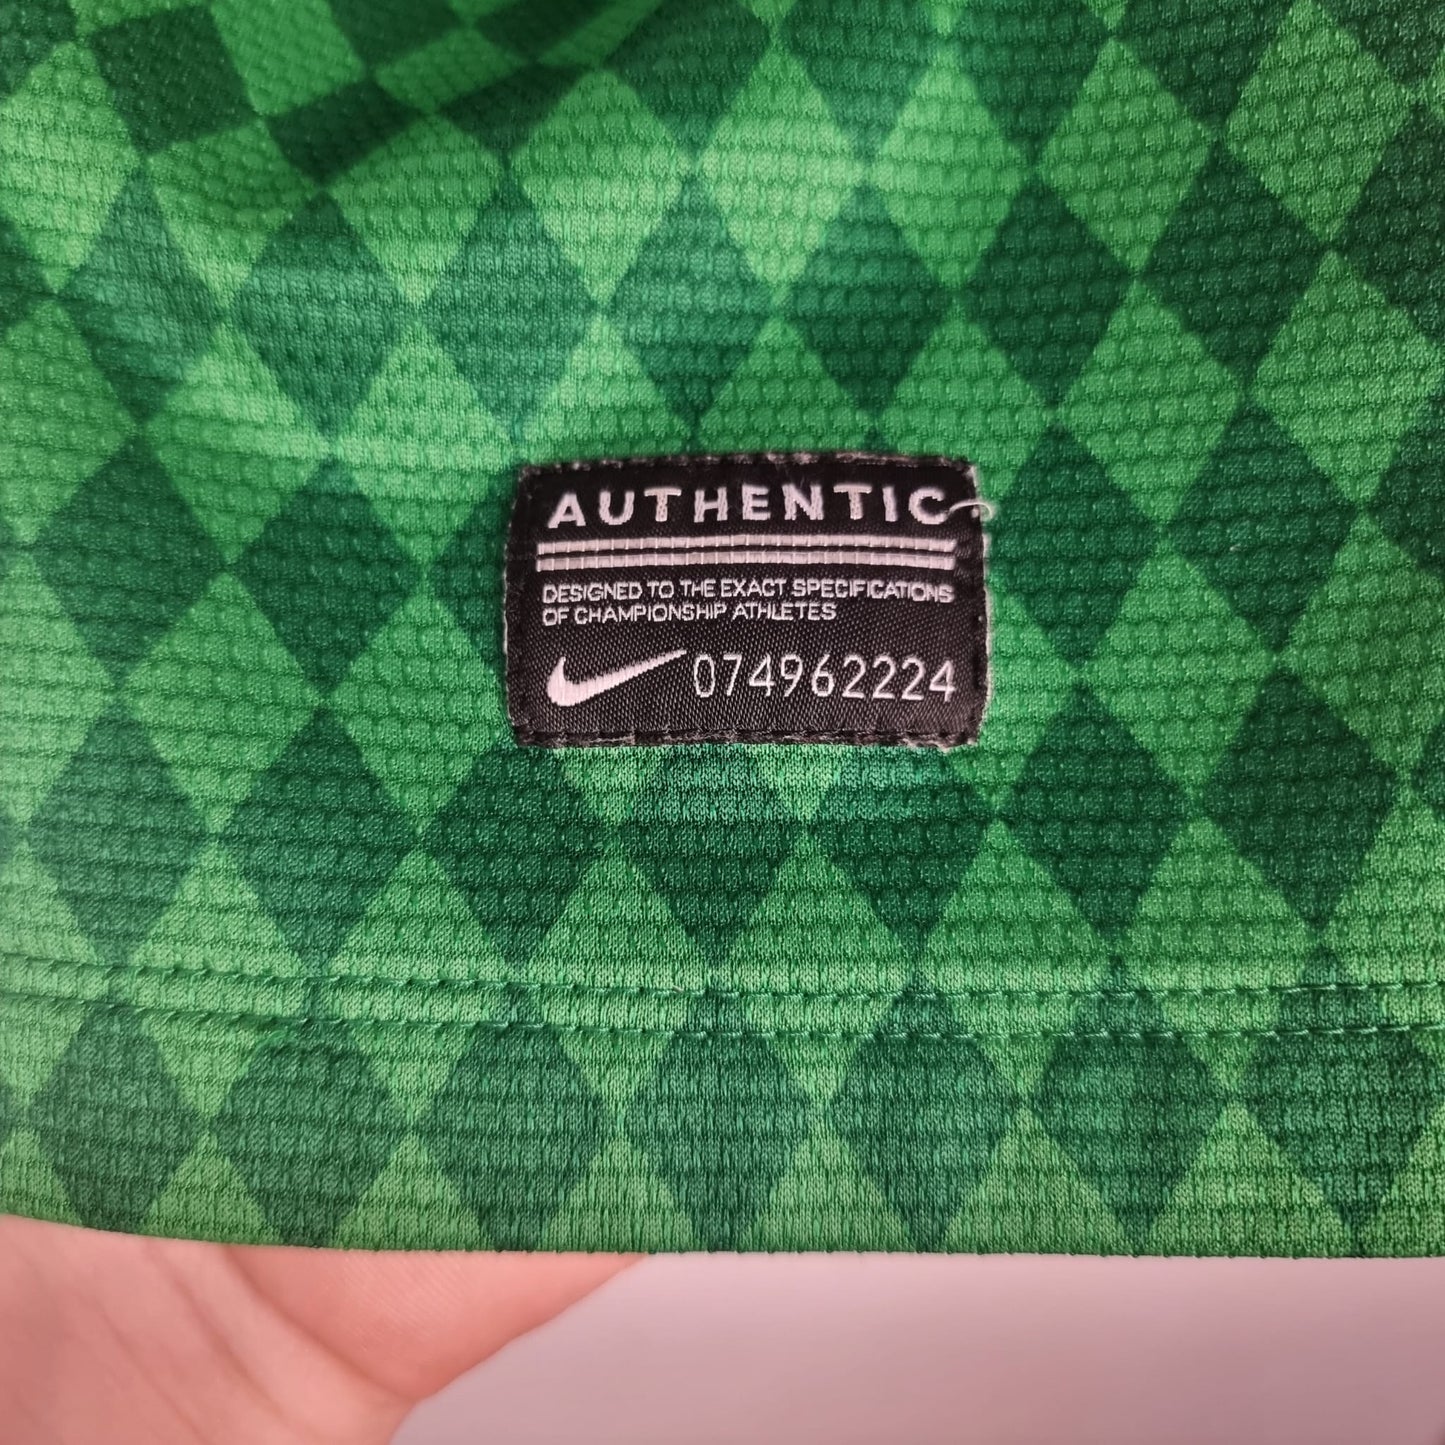 AUTHENTIC
DESIGNED TO THE EXACT SPECIFICATIONS
OF CHAMPIONSHIP ATHLETES
074962224